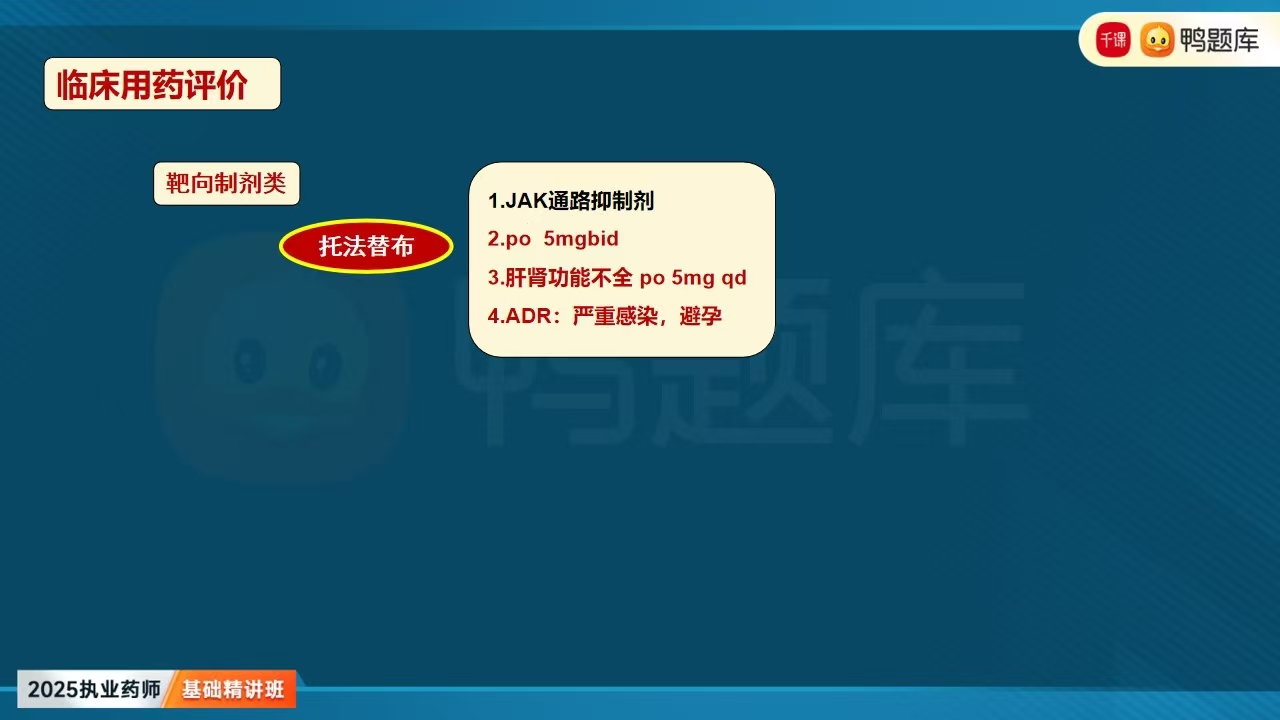 千课 鸭题库
临床用药评价
靶向制剂类
托法替布
1.JAK通路抑制剂
2.po 5mgbid
3.肝肾功能不全 po 5mg qd
4.ADR：严重感染，避孕
鸭题库
2025执业药师 基础精讲班